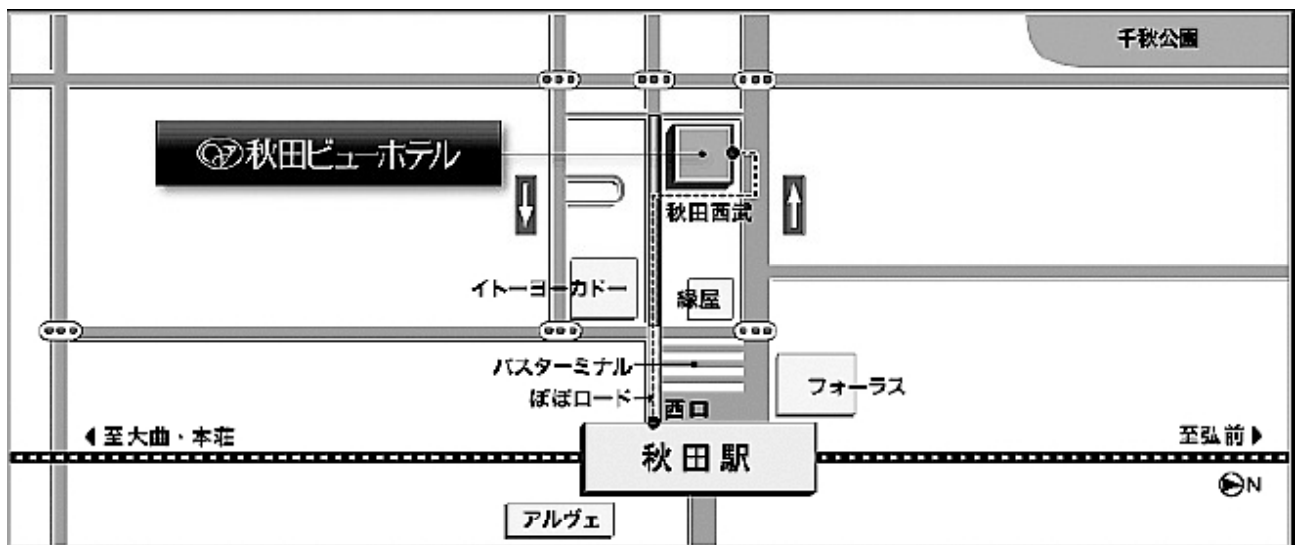 千秋公園
秋田ビューホテル
秋田西武
イトーヨーカドー
緑屋
バスターミナル
フォーラス
ぽぽロード
西口
至大曲・本荘
秋田駅
至弘前
N
アルヴェ